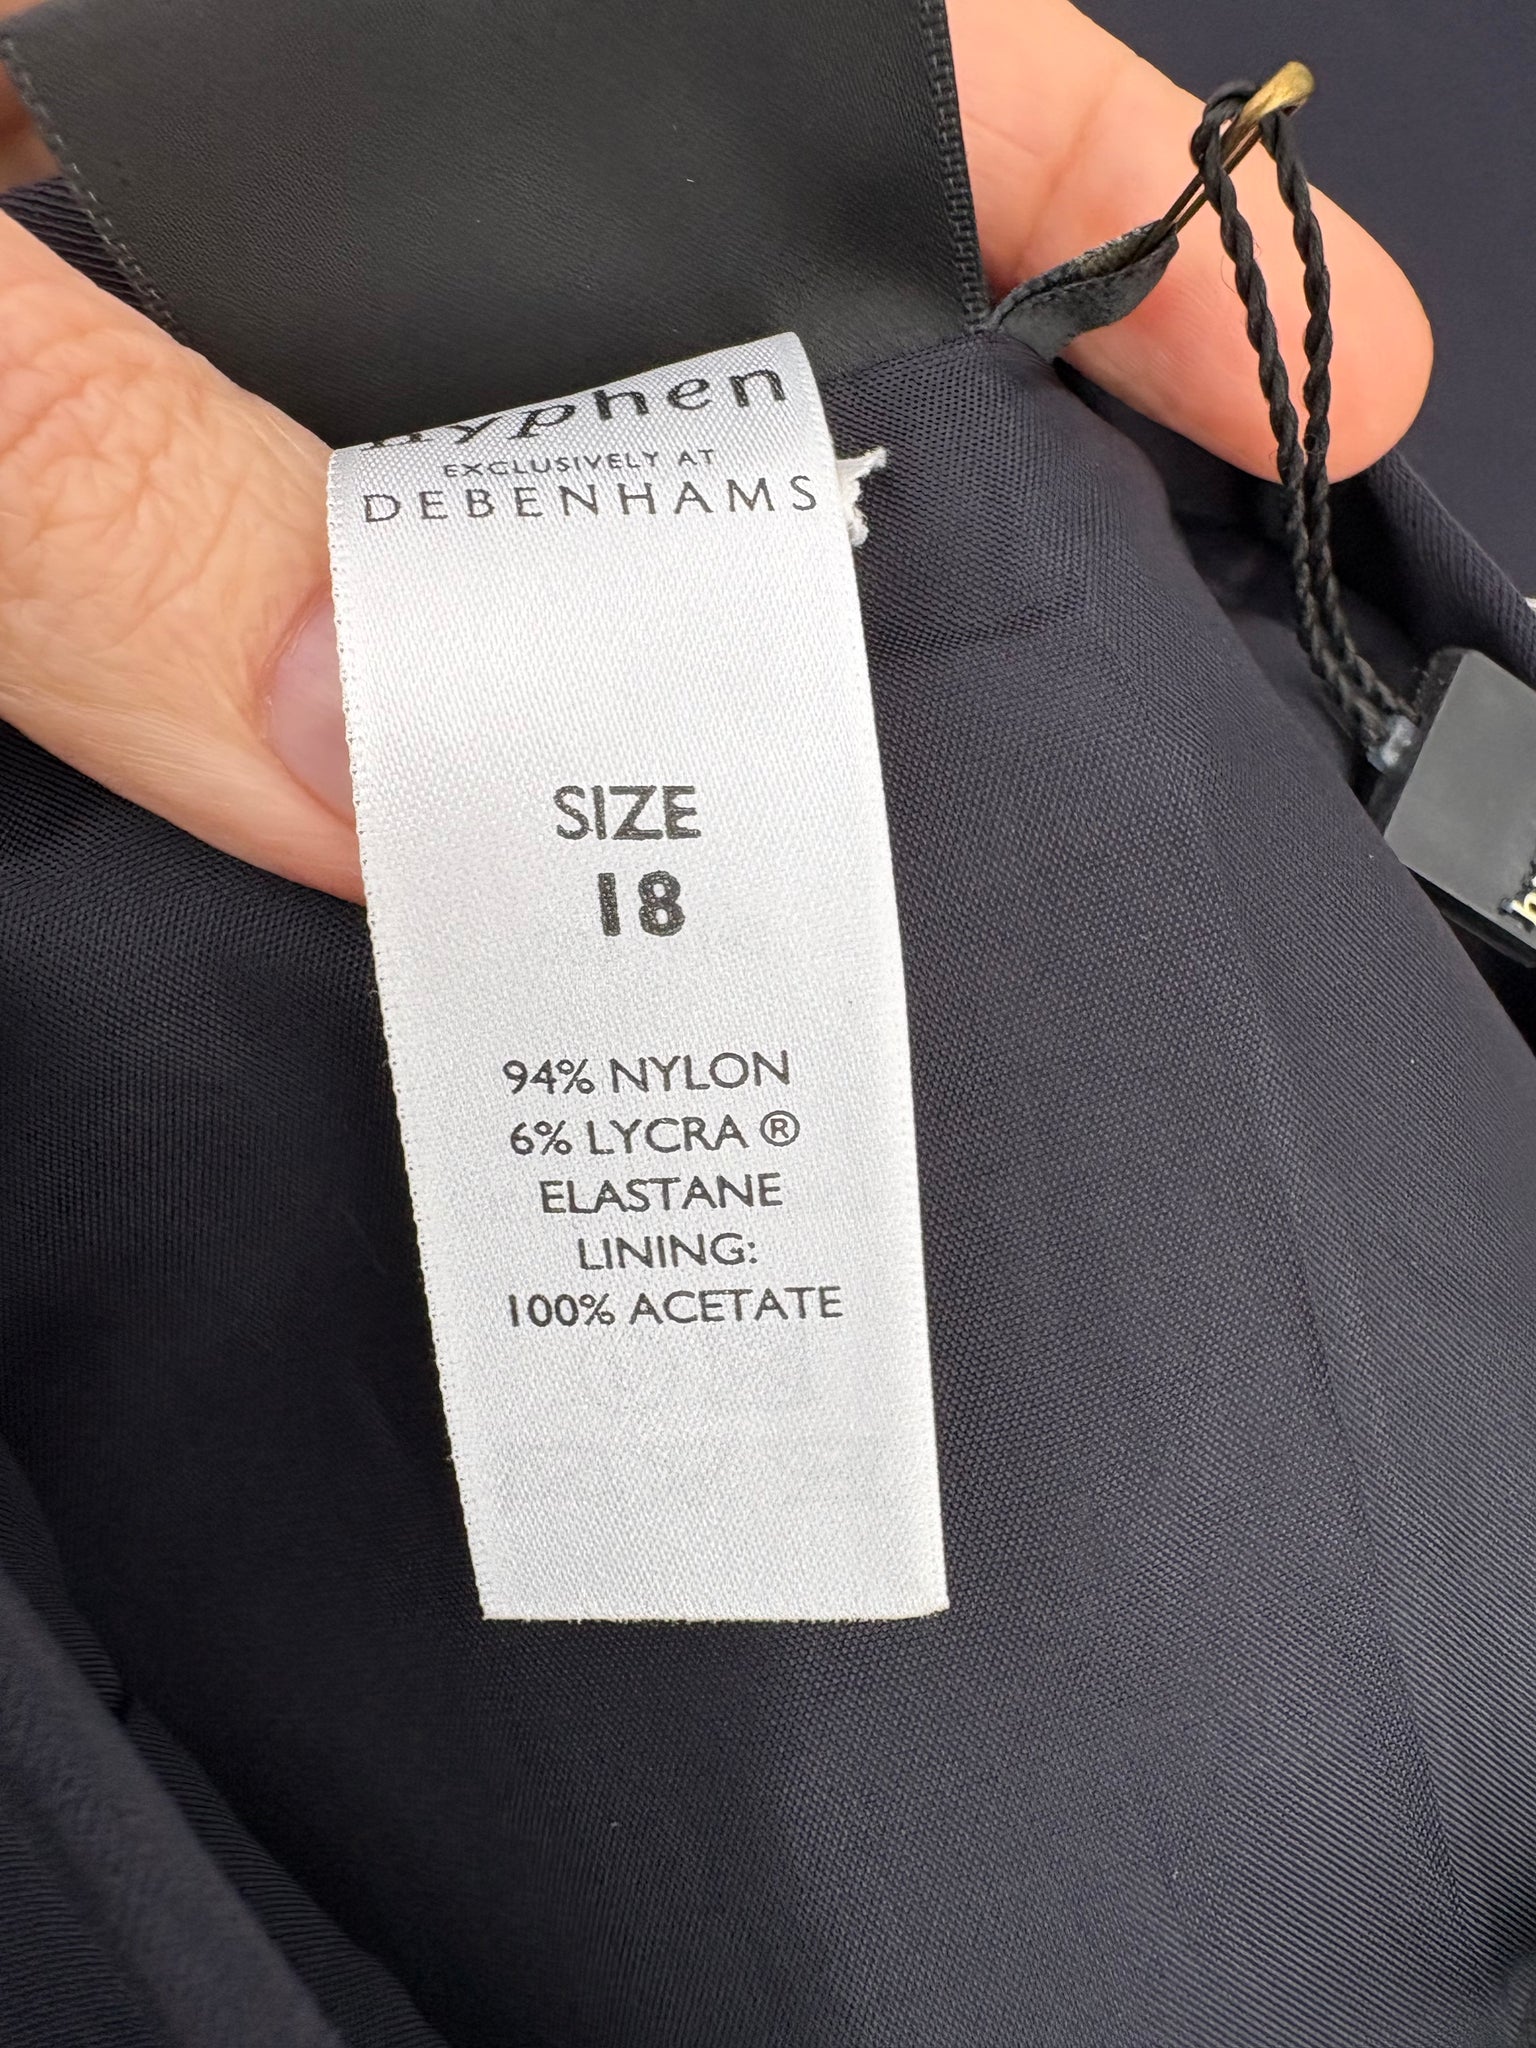 hyphen
EXCLUSIVELY AT
DEBENHAMS
SIZE
18
94% NYLON
6% LYCRA ®
ELASTANE
LINING:
100% ACETATE